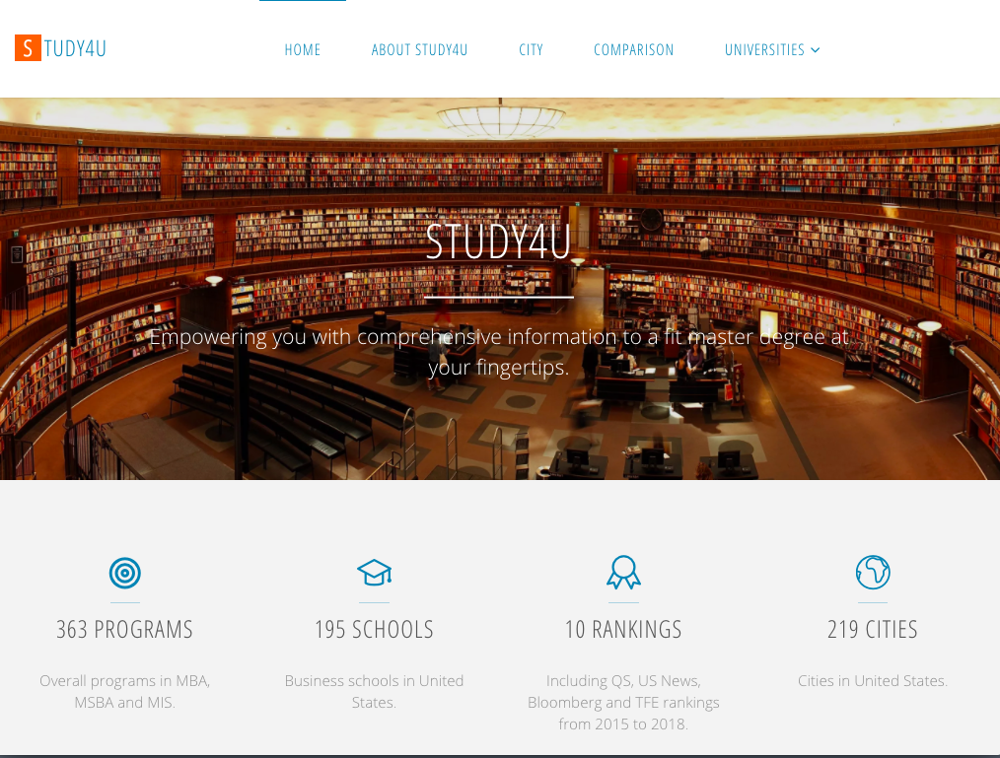 STUDY4U
HOME
ABOUT STUDY4U
CITY
COMPARISON
UNIVERSITIES
STUDY4U
Empowering you with comprehensive information to a fit master degree at
your fingertips.
363 PROGRAMS
Overall programs in MBA,
MSBA and MIS.
195 SCHOOLS
Business schools in United
States.
10 RANKINGS
Including QS, US News,
Bloomberg and TFE rankings
from 2015 to 2018.
219 CITIES
Cities in United States.